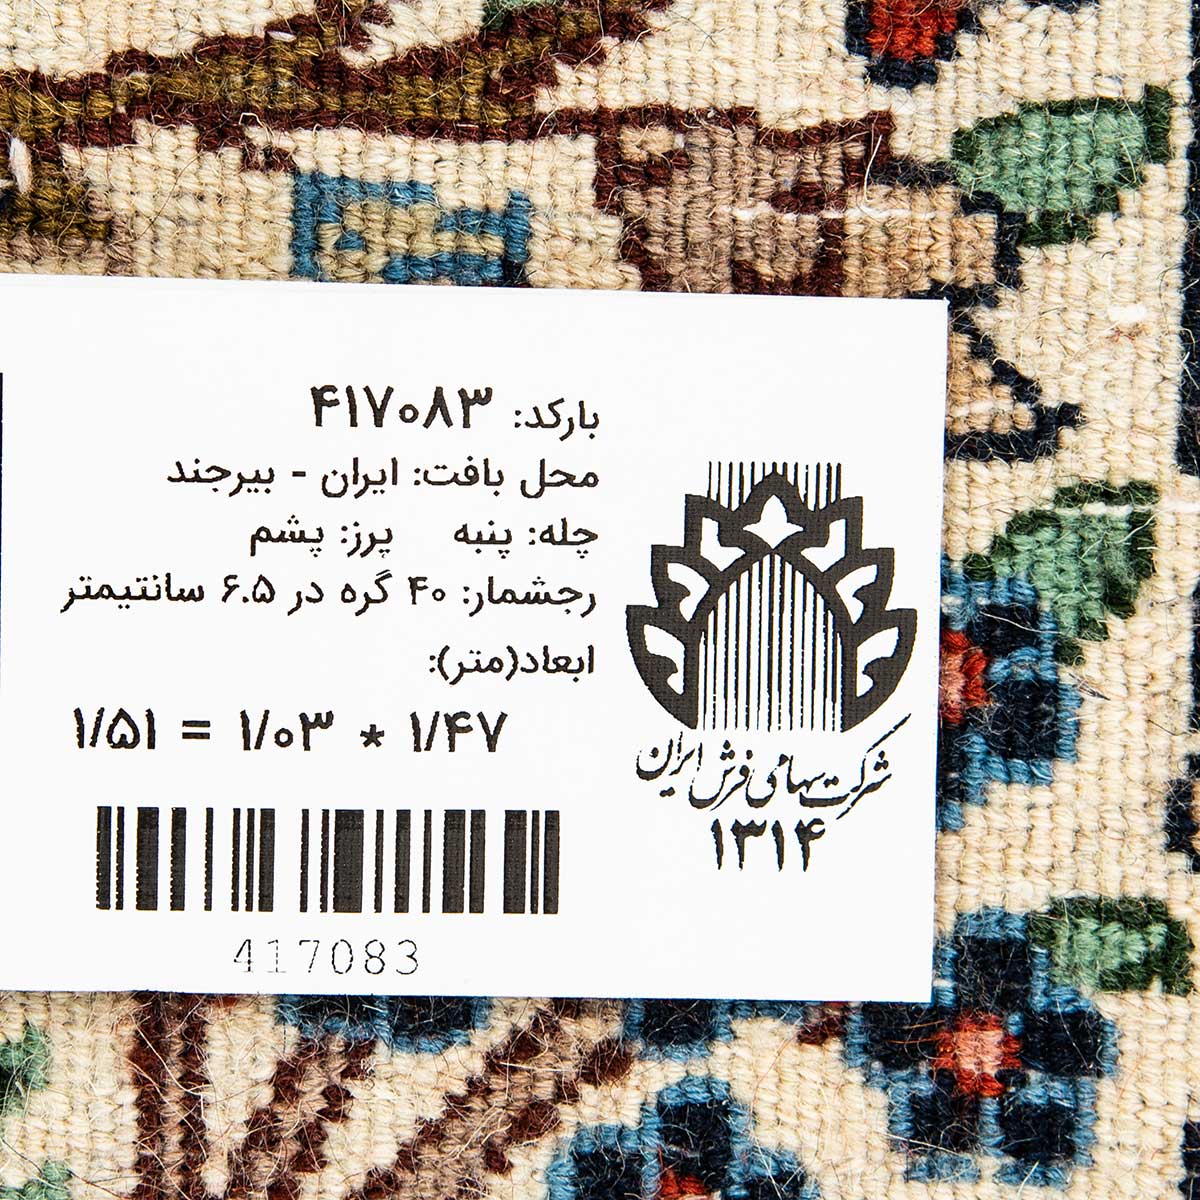 بارکد: ۴۱۷۰۸۳
محل بافت: ایران - بیرجند
چله: پنبه پرز: پشم
رجشمار: ۴۰ گره در ۶.۵ سانتیمتر
ابعاد(متر):
۱/۴۷ * ۱/۰۳ = ۱/۵۱
417083
شرکت سهامی فرش ایران
۱۳۱۴